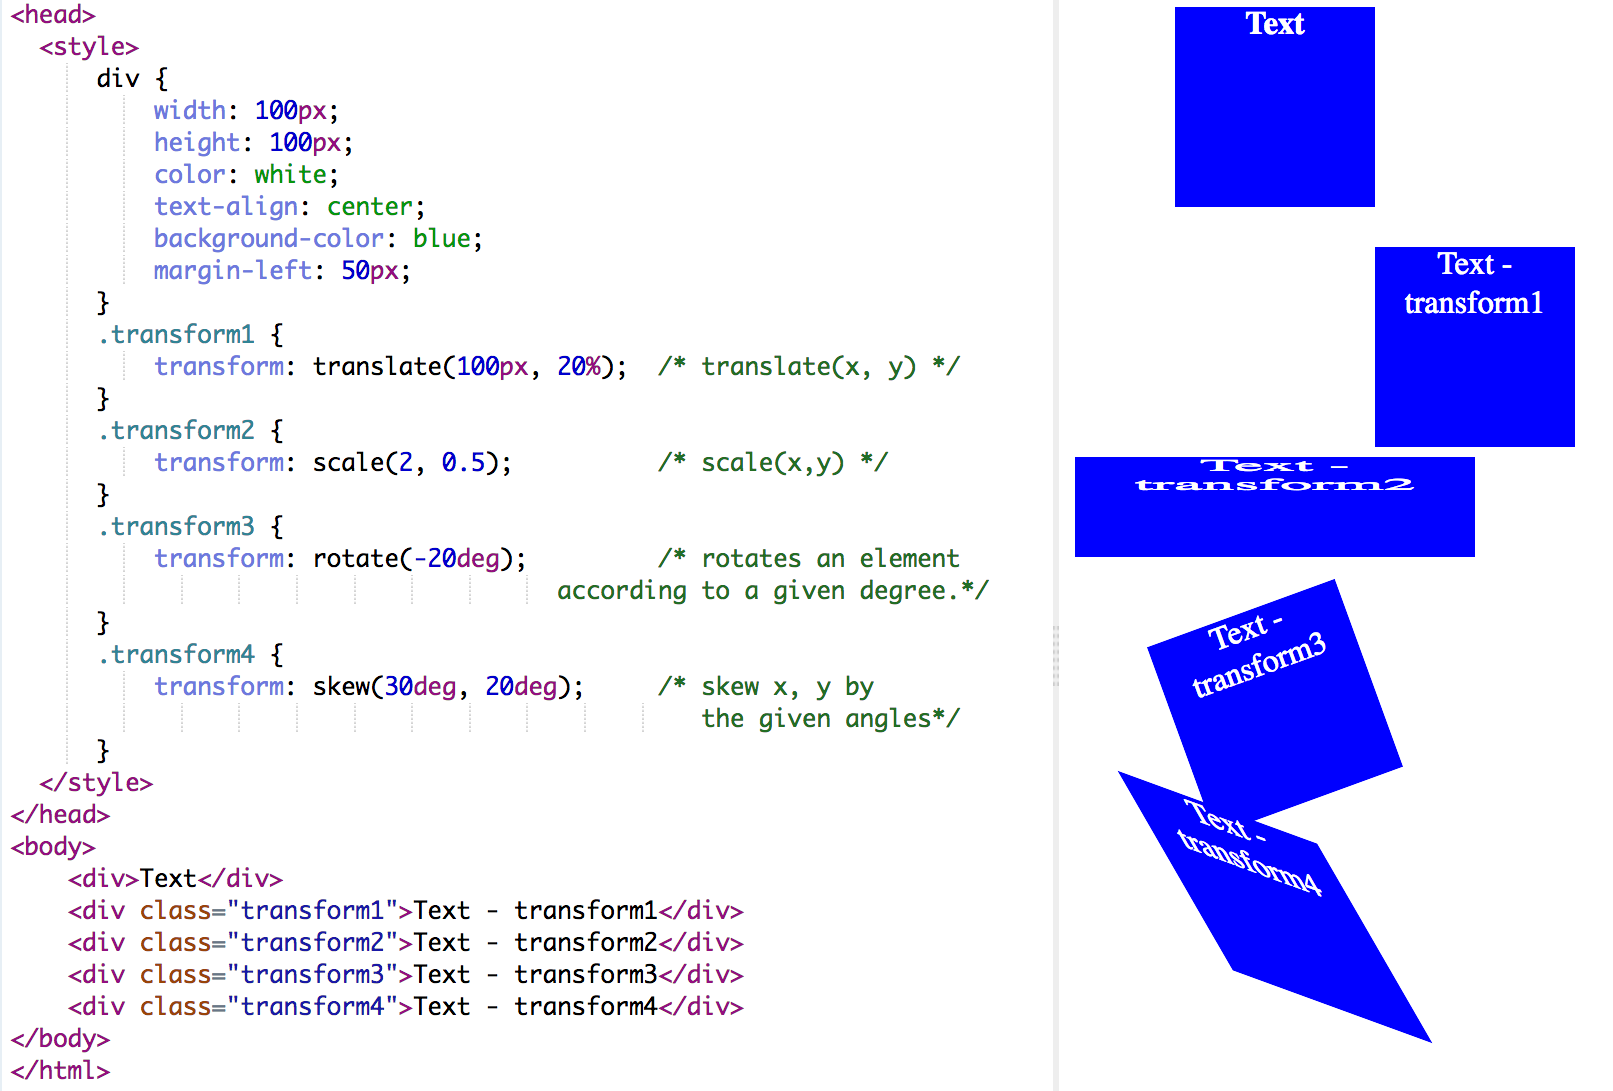 <head>
  <style>
      div {
          width: 100px;
          height: 100px;
          color: white;
          text-align: center;
          background-color: blue;
          margin-left: 50px;
      }
      .transform1 {
          transform: translate(100px, 20%);  /* translate(x, y) */
      }
      .transform2 {
          transform: scale(2, 0.5);          /* scale(x,y) */
      }
      .transform3 {
          transform: rotate(-20deg);         /* rotates an element
                                      according to a given degree.*/
      }
      .transform4 {
          transform: skew(30deg, 20deg);     /* skew x, y by
                                                the given angles*/
      }
  </style>
</head>
<body>
    <div>Text</div>
    <div class="transform1">Text - transform1</div>
    <div class="transform2">Text - transform2</div>
    <div class="transform3">Text - transform3</div>
    <div class="transform4">Text - transform4</div>
</body>
</html>
Text
Text -
transform1
Text -
transform2
Text -
transform3
Text -
transform4